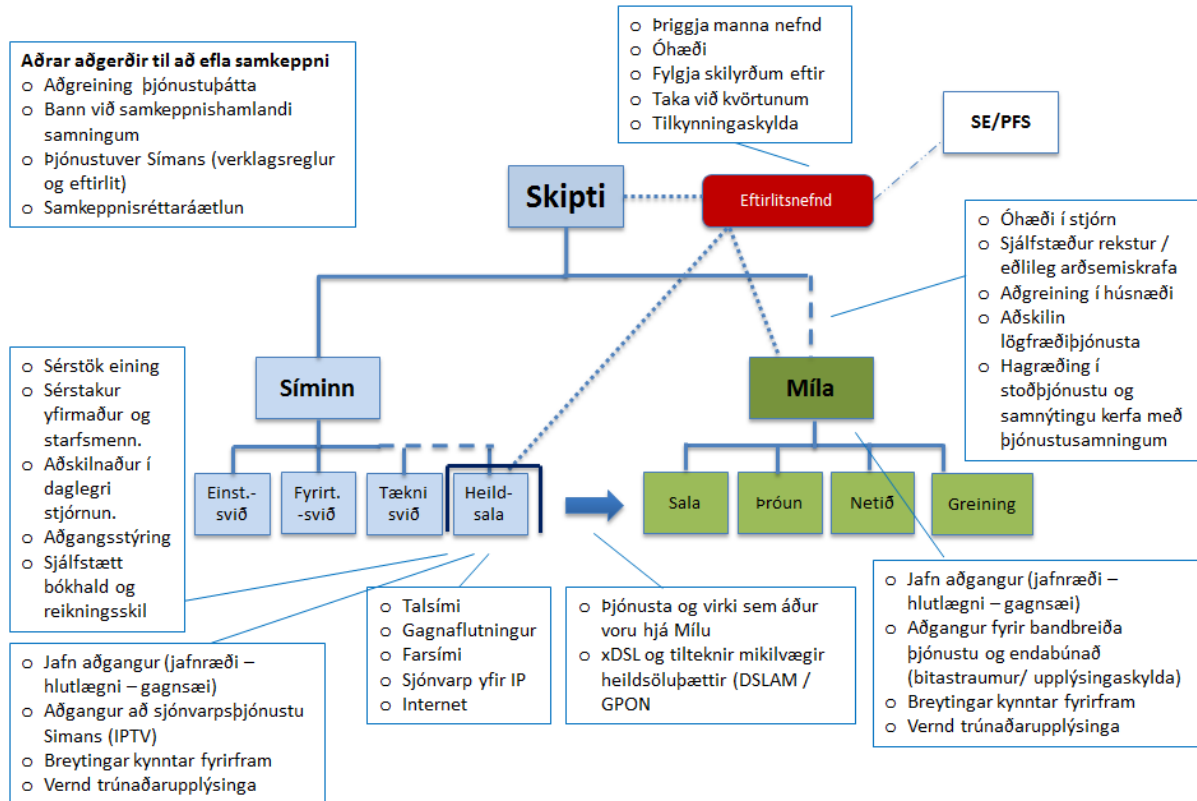 Aðrar aðgerðir til að efla samkeppni
o Aðgreining þjónustuþátta
o Bann við samkeppnishamlandi
samningum
o Þjónustuver Símans (verklagsreglur
og eftirlit)
o Samkeppnisréttaráætlun
o Þriggja manna nefnd
o Óhæði
o Fylgja skilyrðum eftir
o Taka við kvörtunum
o Tilkynningaskylda
SE/PFS
Skipti
Eftirlitsnefnd
o Óhæði í stjórn
o Sjálfstæður rekstur /
eðlileg arðsemiskrafa
o Aðgreining í húsnæði
o Aðskilin
lögfræðiþjónusta
o Hagræðing í
stoðþjónustu og
samnýtingu kerfa með
þjónustusamningum
Síminn
Míla
o Sérstök eining
o Sérstakur
yfirmaður og
starfsmenn.
o Aðskilnaður í
daglegri
stjórnun.
o Aðgangsstýring
o Sjálfstætt
bókhald og
reikningsskil
Einst.-
svið
Fyrirt.
-svið
Tækni
svið
Heild-
sala
Sala
Þróun
Netið
Greining
o Jafn aðgangur (jafnræði –
hlutlægni – gagnsæi)
o Aðgangur að sjónvarpsþjónustu
Simans (IPTV)
o Breytingar kynntar fyrirfram
o Vernd trúnaðarupplýsinga
o Talsími
o Gagnaflutningur
o Farsími
o Sjónvarp yfir IP
o Internet
o Þjónusta og virki sem áður
voru hjá Mílu
o xDSL og tilteknir mikilvægir
heildsöluþættir (DSLAM /
GPON)
o Jafn aðgangur (jafnræði –
hlutlægni – gagnsæi)
o Aðgangur fyrir bandbreiða
þjónustu og endabúnað
(bitastraumur/ upplýsingaskylda)
o Breytingar kynntar fyrirfram
o Vernd trúnaðarupplýsinga